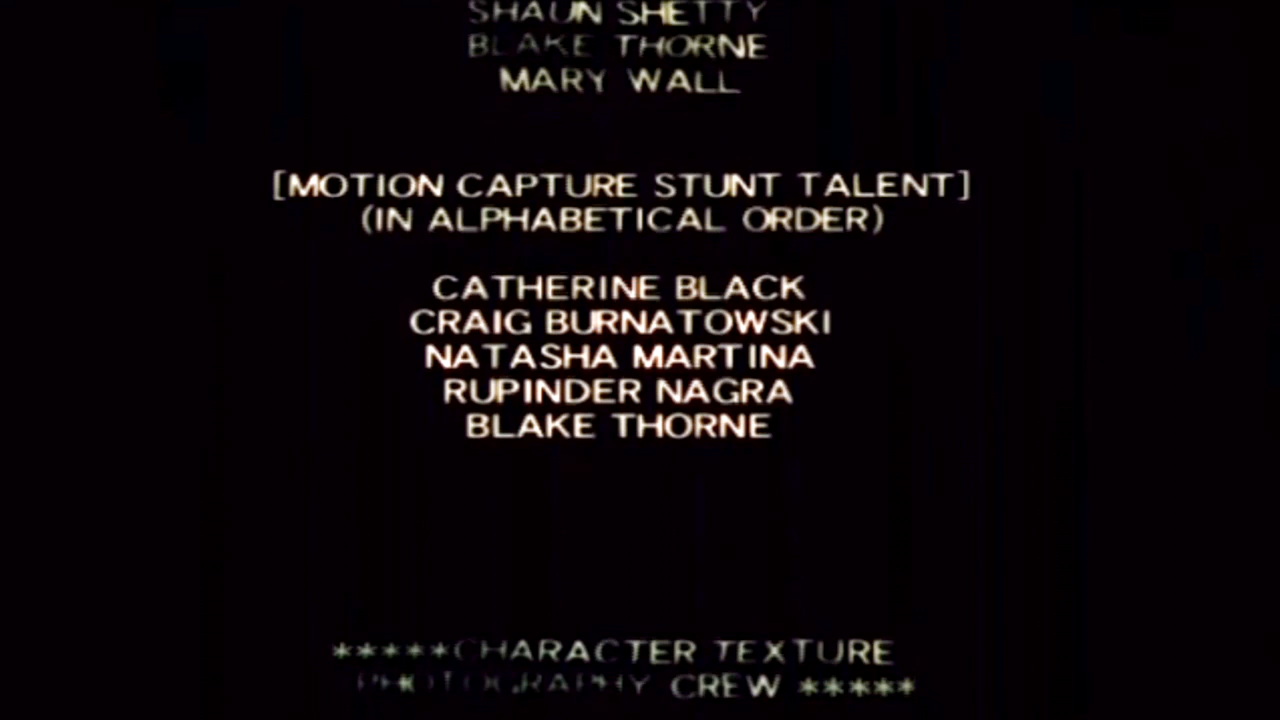 SHAUN SHETTY
BLAKE THORNE
MARY WALL
[MOTION CAPTURE STUNT TALENT]
(IN ALPHABETICAL ORDER)
CATHERINE BLACK
CRAIG BURNATOWSKI
NATASHA MARTINA
RUPINDER NAGRA
BLAKE THORNE
*****CHARACTER TEXTURE
PHOTOGRAPHY CREW *****